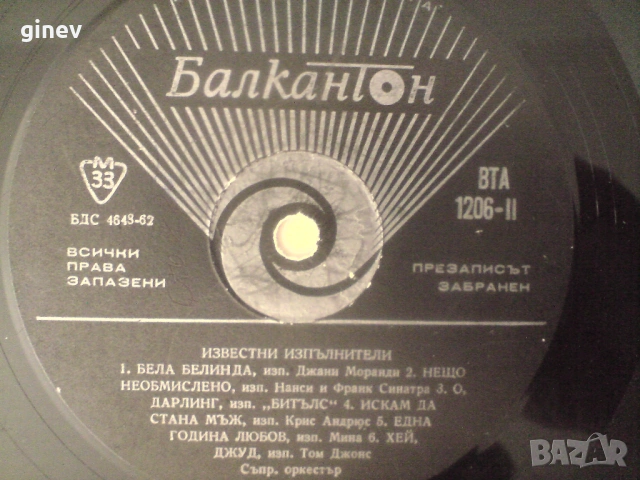 ginev
Балкантон
М
33
БДС 4649-62
ВСИЧКИ
ПРАВА
ЗАПАЗЕНИ
ВТА
1206-II
ПРЕЗАПИСЪТ
ЗАБРАНЕН
ИЗВЕСТНИ ИЗПЪЛНИТЕЛИ
1. БЕЛА БЕЛИНДА, изп. Джани Моранди 2. НЕЩО
НЕОБМИСЛЕНО, изп. Нанси и Франк Синатра 3. О,
ДАРЛИНГ, изп. „БИТЪЛС" 4. ИСКАМ ДА
СТАНА МЪЖ, изп. Крис Андрюс 5. ЕДНА
ГОДИНА ЛЮБОВ, изп. Мина 6. ХЕЙ,
ДЖУД, изп. Том Джонс
Съпр. оркестър
BAZAR